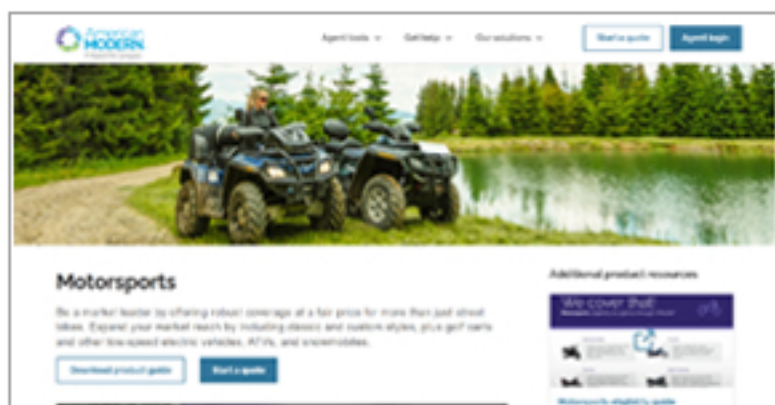 American
MODERN
Agent tools
Get help
Our solutions
Start a quote
Agent login
Motorsports
Be a market leader by offering robust coverage at a fair price for more than just street
bikes. Expand your market reach by including classic and custom styles, plus golf carts
and other low-speed electric vehicles, ATVs, and snowmobiles.
Download product guide
Start a quote
Additional product resources
We cover that!
Motorsports eligibility guide